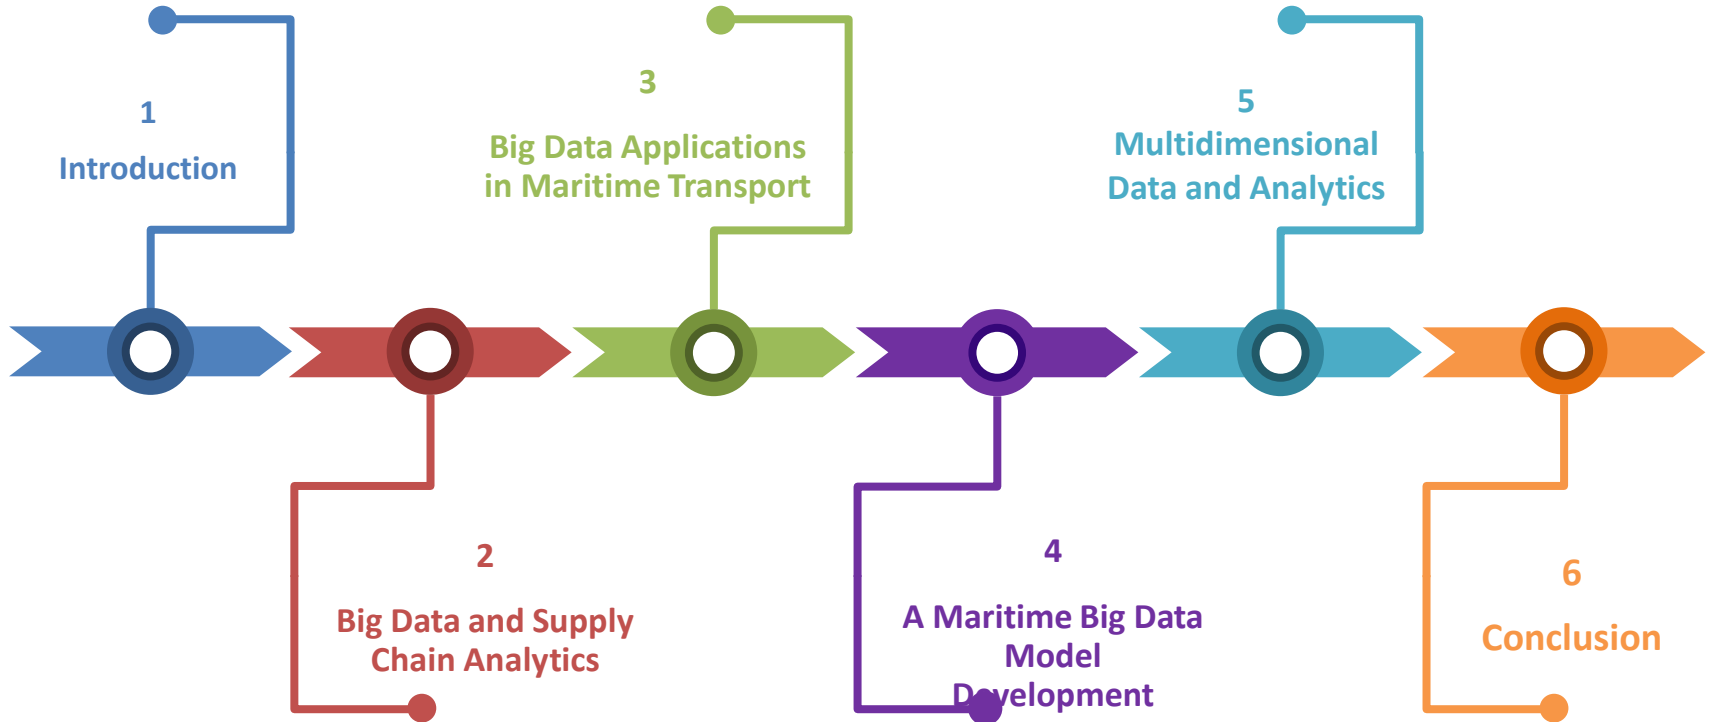 1
Introduction
2
Big Data and Supply
Chain Analytics
3
Big Data Applications
in Maritime Transport
4
A Maritime Big Data
Model
Development
5
Multidimensional
Data and Analytics
6
Conclusion